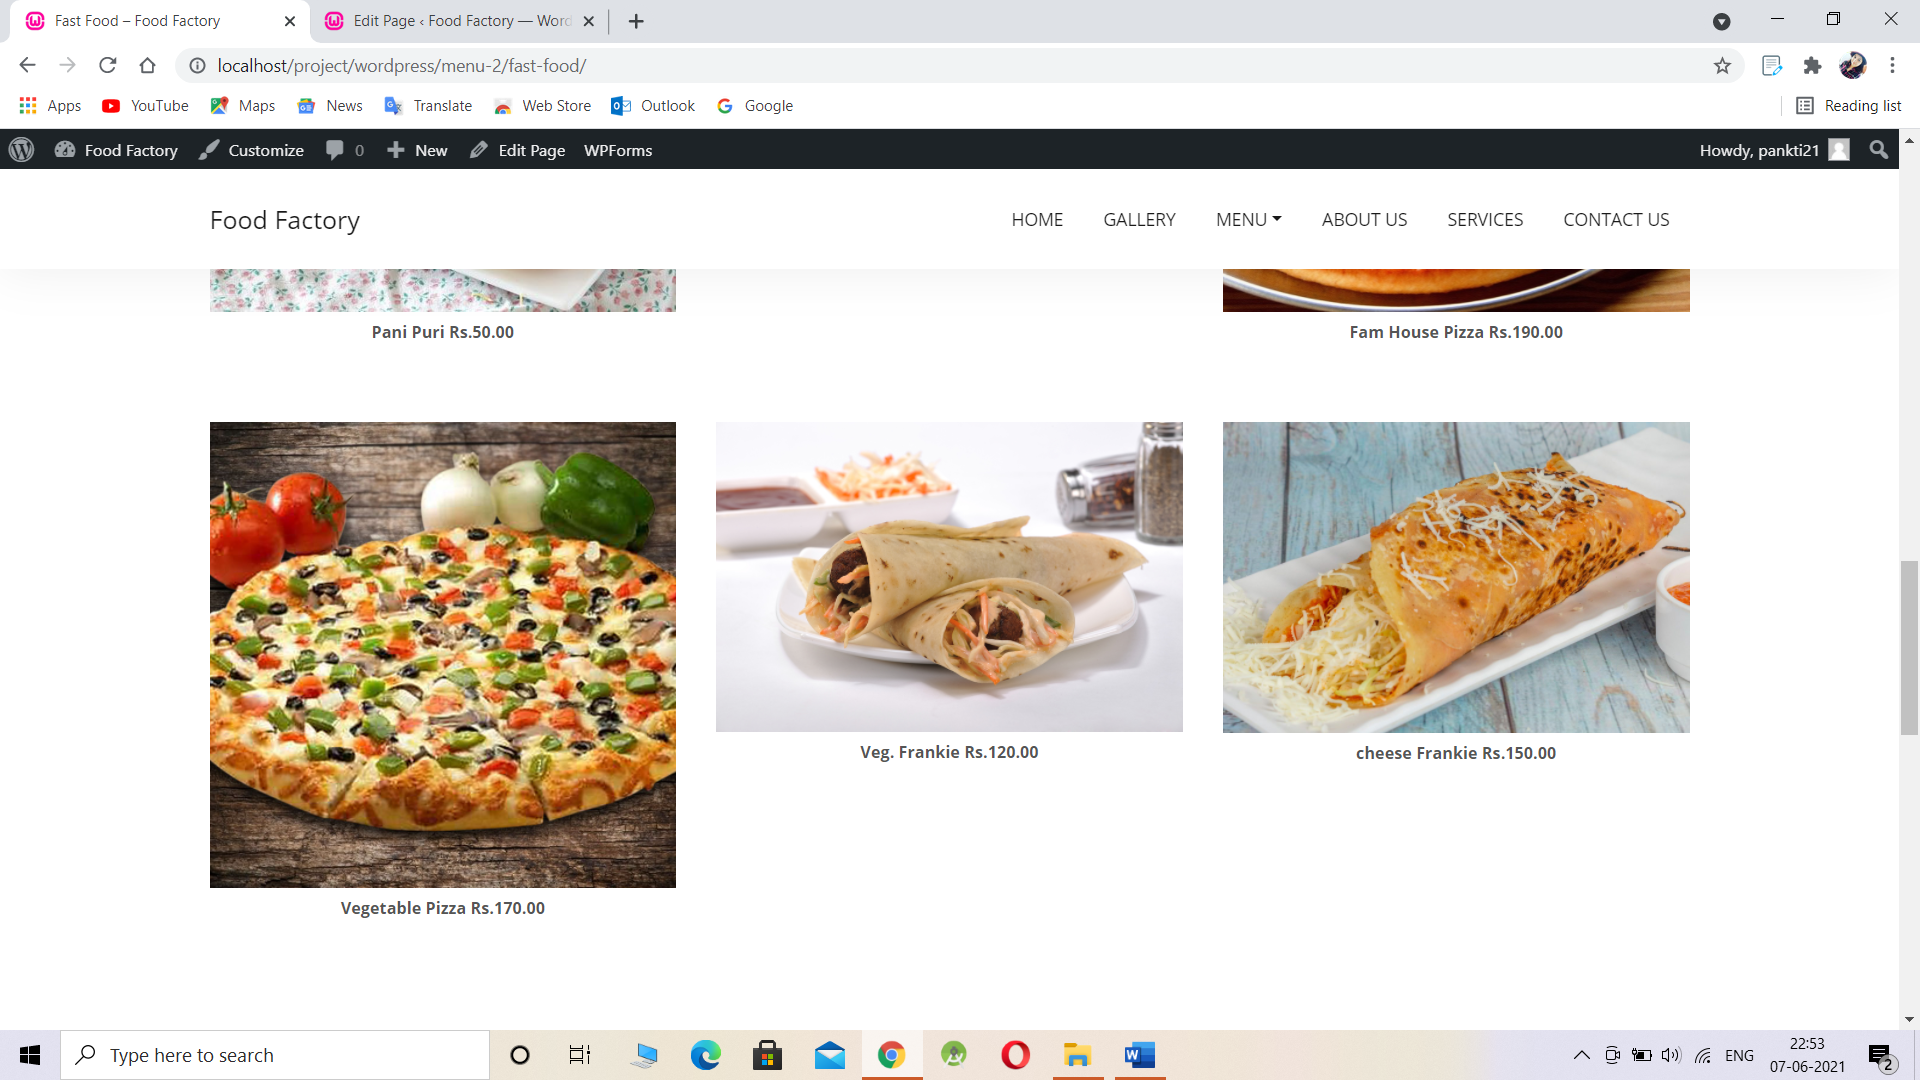 Fast Food – Food Factory
Edit Page ‹ Food Factory — Word
localhost/project/wordpress/menu-2/fast-food/
Apps YouTube Maps News Translate Web Store Outlook Google Reading list
Food Factory Customize 0 New Edit Page WPForms Howdy, pankti21
Food Factory HOME GALLERY MENU ABOUT US SERVICES CONTACT US
Pani Puri Rs.50.00
Fam House Pizza Rs.190.00
Veg. Frankie Rs.120.00
cheese Frankie Rs.150.00
Vegetable Pizza Rs.170.00
Type here to search
ENG
22:53
07-06-2021
2